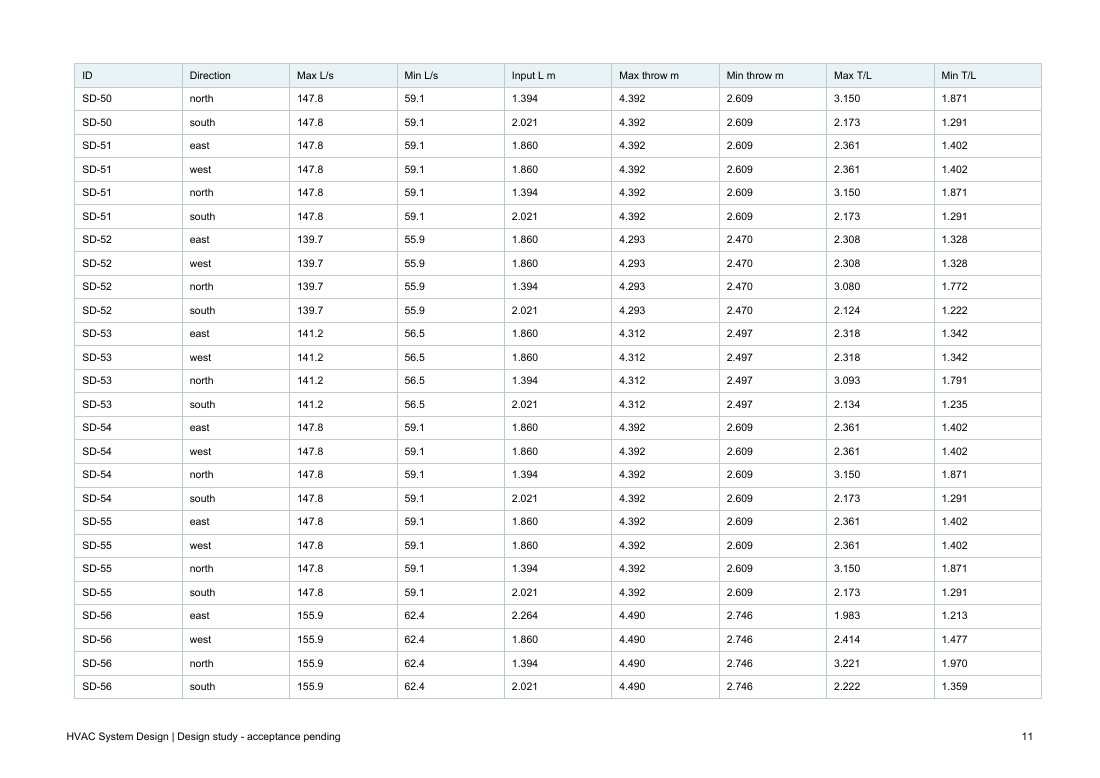 ID Direction Max L/s Min L/s Input L m Max throw m Min throw m Max T/L Min T/L
SD-50 north 147.8 59.1 1.394 4.392 2.609 3.150 1.871
SD-50 south 147.8 59.1 2.021 4.392 2.609 2.173 1.291
SD-51 east 147.8 59.1 1.860 4.392 2.609 2.361 1.402
SD-51 west 147.8 59.1 1.860 4.392 2.609 2.361 1.402
SD-51 north 147.8 59.1 1.394 4.392 2.609 3.150 1.871
SD-51 south 147.8 59.1 2.021 4.392 2.609 2.173 1.291
SD-52 east 139.7 55.9 1.860 4.293 2.470 2.308 1.328
SD-52 west 139.7 55.9 1.860 4.293 2.470 2.308 1.328
SD-52 north 139.7 55.9 1.394 4.293 2.470 3.080 1.772
SD-52 south 139.7 55.9 2.021 4.293 2.470 2.124 1.222
SD-53 east 141.2 56.5 1.860 4.312 2.497 2.318 1.342
SD-53 west 141.2 56.5 1.860 4.312 2.497 2.318 1.342
SD-53 north 141.2 56.5 1.394 4.312 2.497 3.093 1.791
SD-53 south 141.2 56.5 2.021 4.312 2.497 2.134 1.235
SD-54 east 147.8 59.1 1.860 4.392 2.609 2.361 1.402
SD-54 west 147.8 59.1 1.860 4.392 2.609 2.361 1.402
SD-54 north 147.8 59.1 1.394 4.392 2.609 3.150 1.871
SD-54 south 147.8 59.1 2.021 4.392 2.609 2.173 1.291
SD-55 east 147.8 59.1 1.860 4.392 2.609 2.361 1.402
SD-55 west 147.8 59.1 1.860 4.392 2.609 2.361 1.402
SD-55 north 147.8 59.1 1.394 4.392 2.609 3.150 1.871
SD-55 south 147.8 59.1 2.021 4.392 2.609 2.173 1.291
SD-56 east 155.9 62.4 2.264 4.490 2.746 1.983 1.213
SD-56 west 155.9 62.4 1.860 4.490 2.746 2.414 1.477
SD-56 north 155.9 62.4 1.394 4.490 2.746 3.221 1.970
SD-56 south 155.9 62.4 2.021 4.490 2.746 2.222 1.359
HVAC System Design | Design study - acceptance pending 11